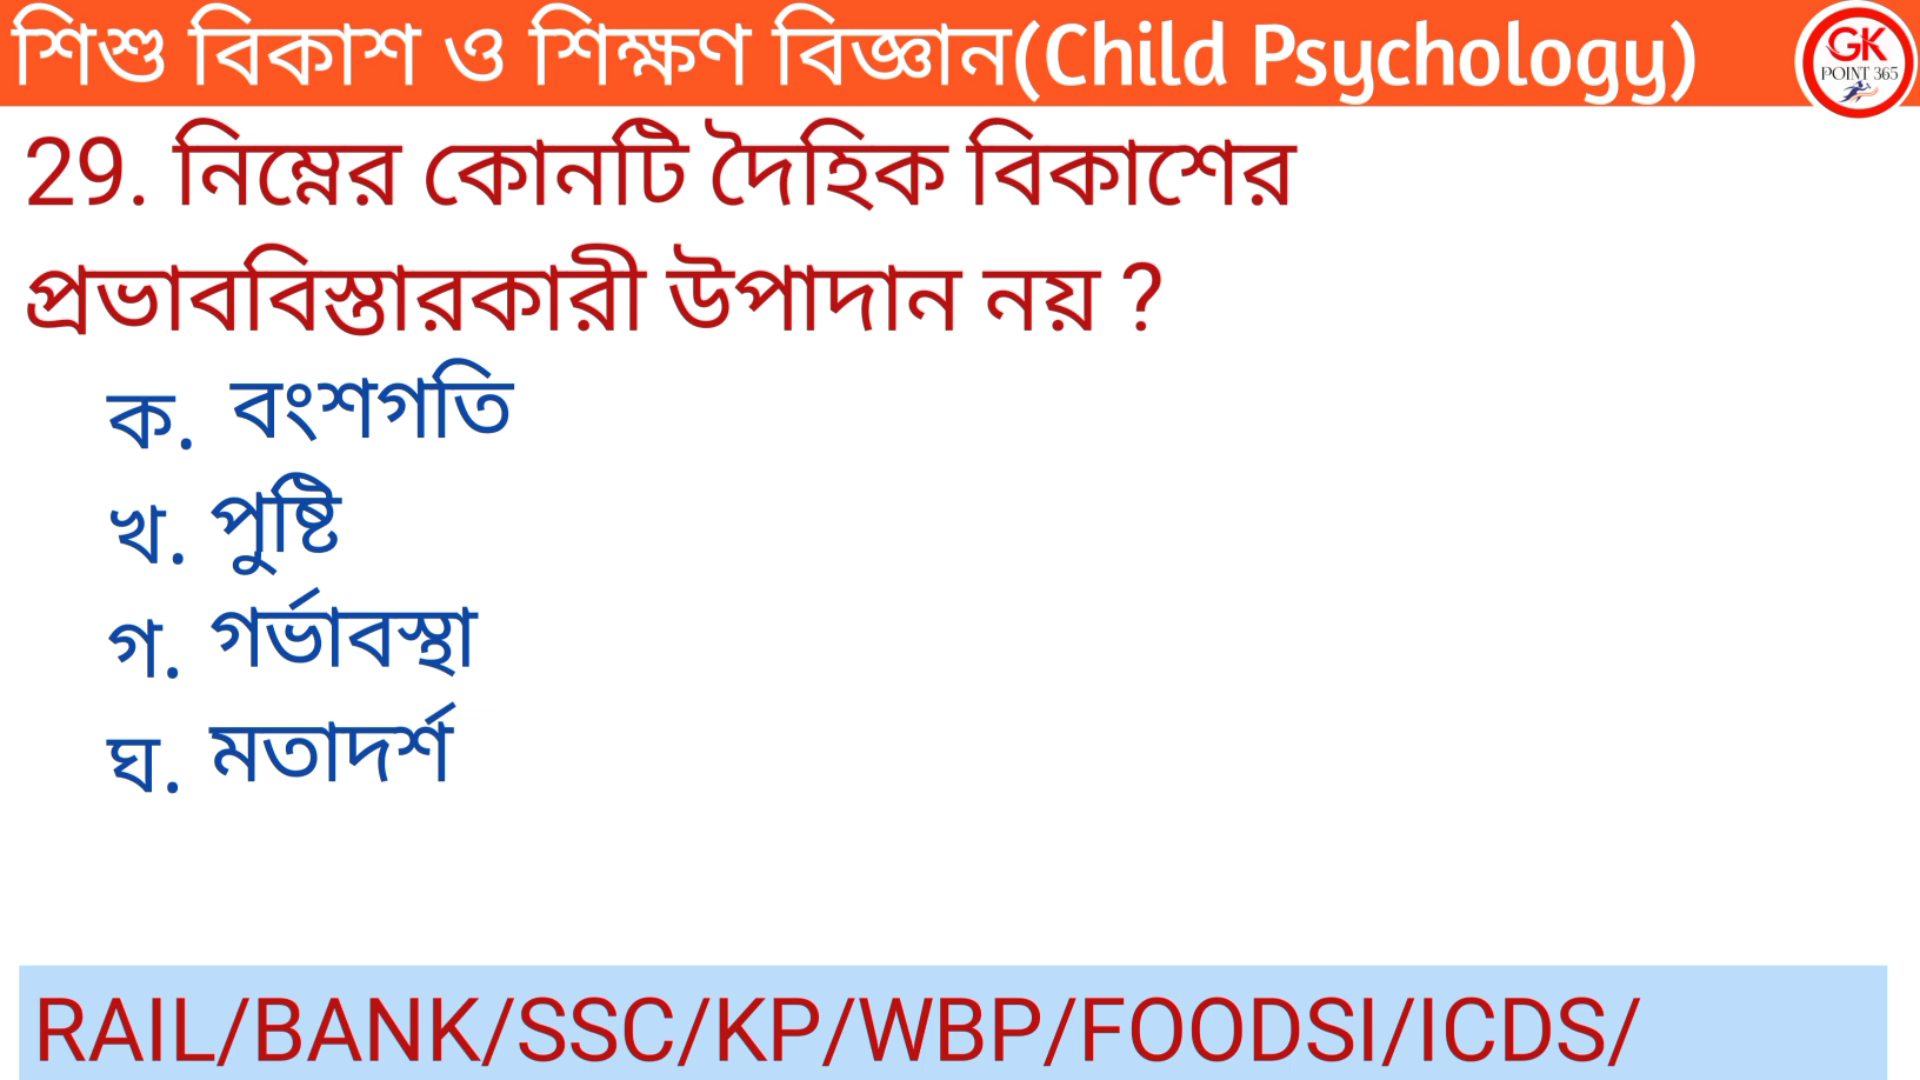 শিশু বিকাশ ও শিক্ষণ বিজ্ঞান(Child Psychology)
GK
POINT 365
29. নিম্নের কোনটি দৈহিক বিকাশের
প্রভাববিস্তারকারী উপাদান নয় ?
ক. বংশগতি
খ. পুষ্টি
গ. গর্ভাবস্থা
ঘ. মতাদর্শ
RAIL/BANK/SSC/KP/WBP/FOODSI/ICDS/